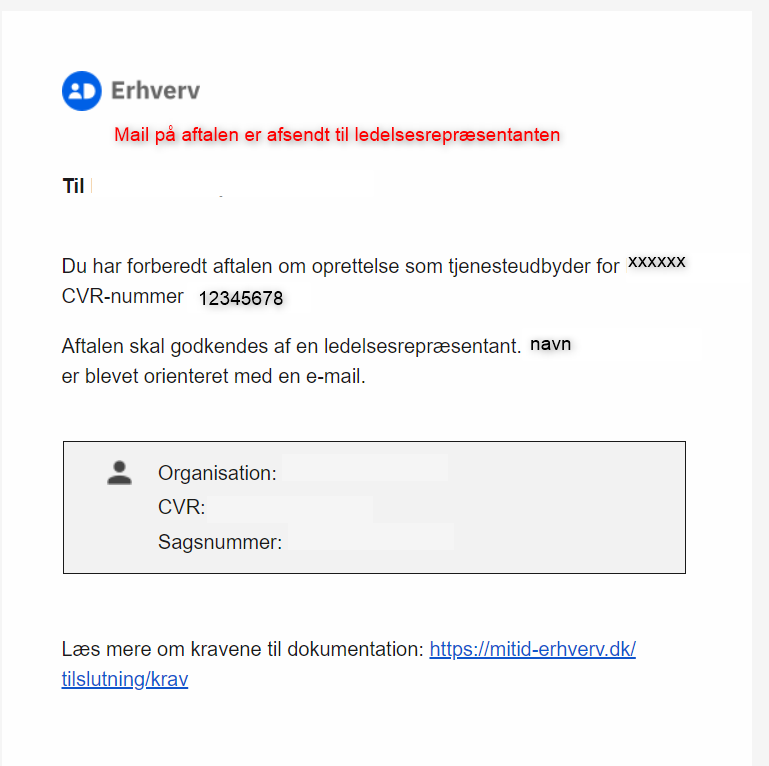 Erhverv
Mail på aftalen er afsendt til ledelsesrepræsentanten
Til
Du har forberedt aftalen om oprettelse som tjenesteudbyder for xxxxxx
CVR-nummer 12345678
Aftalen skal godkendes af en ledelsesrepræsentant. navn
er blevet orienteret med en e-mail.
Organisation:
CVR:
Sagsnummer:
Læs mere om kravene til dokumentation: https://mitid-erhverv.dk/
tilslutning/krav